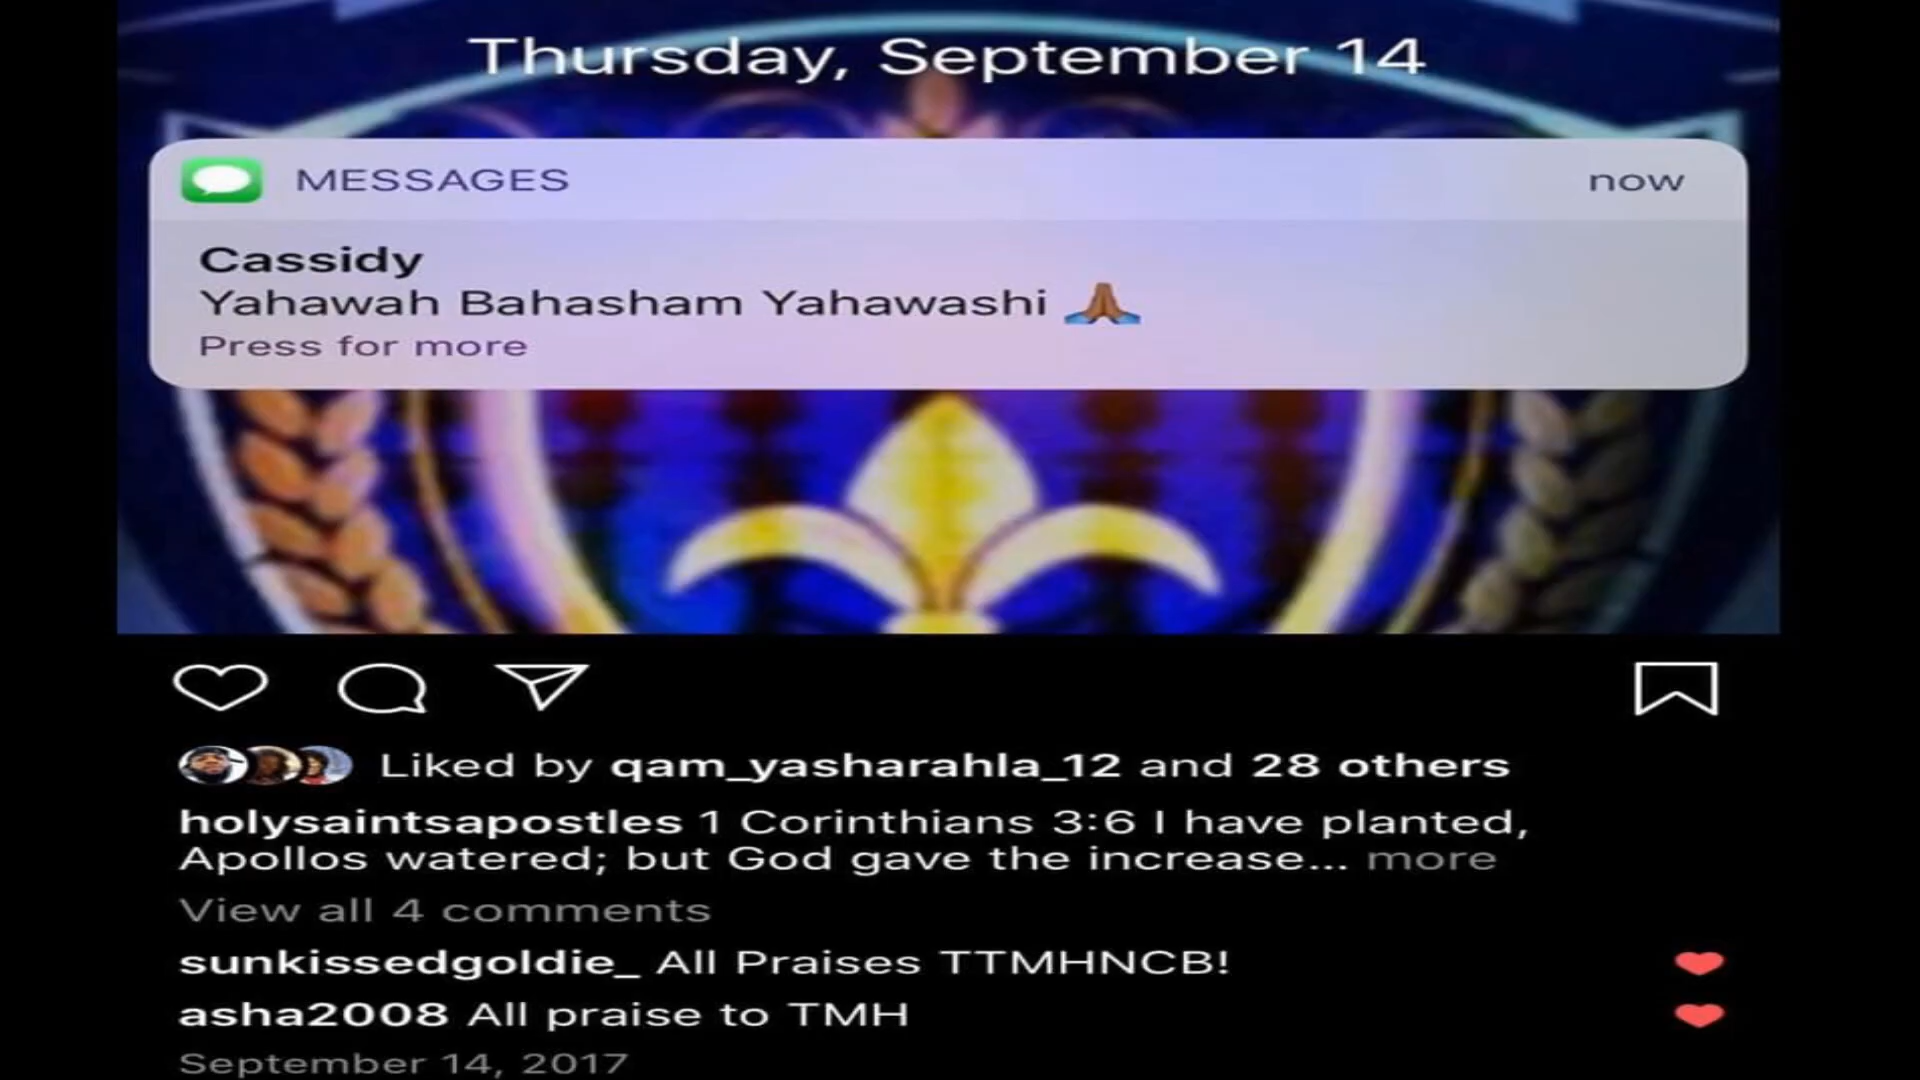 Thursday, September 14
MESSAGES now
Cassidy
Yahawah Bahasham Yahawashi 🙏🏾
Press for more
Liked by qam_yasharahla_12 and 28 others
holysaintsapostles 1 Corinthians 3:6 I have planted,
Apollos watered; but God gave the increase... more
View all 4 comments
sunkissedgoldie_ All Praises TTMHNCB!
asha2008 All praise to TMH
September 14, 2017